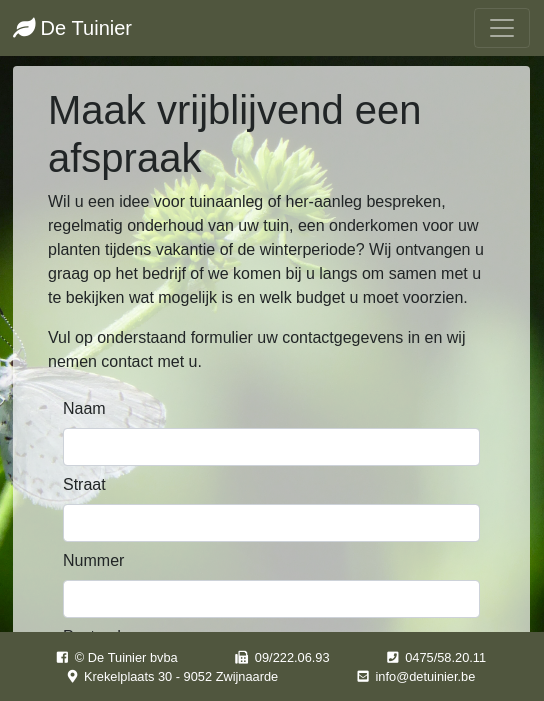 De Tuinier
Maak vrijblijvend een
afspraak
Wil u een idee voor tuinaanleg of her-aanleg bespreken,
regelmatig onderhoud van uw tuin, een onderkomen voor uw
planten tijdens vakantie of de winterperiode? Wij ontvangen u
graag op het bedrijf of we komen bij u langs om samen met u
te bekijken wat mogelijk is en welk budget u moet voorzien.
Vul op onderstaand formulier uw contactgegevens in en wij
nemen contact met u.
Naam
Straat
Nummer
© De Tuinier bvba 09/222.06.93 0475/58.20.11
Krekelplaats 30 - 9052 Zwijnaarde info@detuinier.be